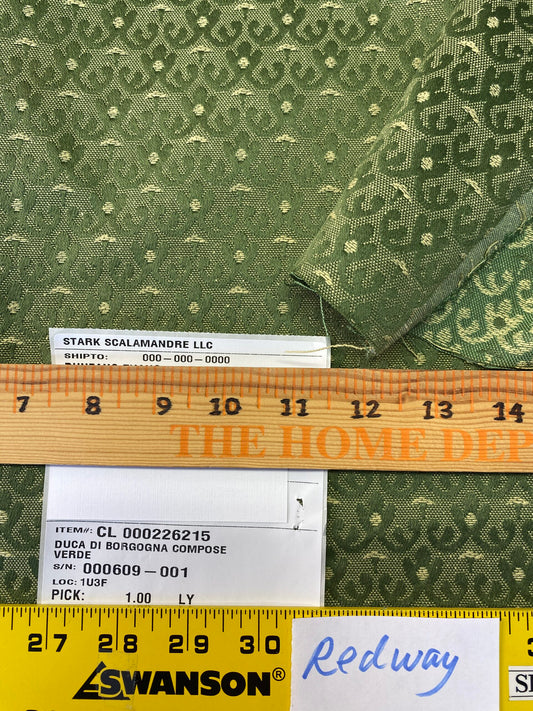 STARK SCALAMANDRE LLC
SHIPTO: 000-000-0000
7 8 9 10 11 12 13 14
THE HOME DEP
ITEM#: CL 000226215
DUCA DI BORGOGNA COMPOSE
VERDE
S/N: 000609-001
LOC: 1U3F
PICK: 1.00 LY
27 28 29 30
SWANSON®
Redway